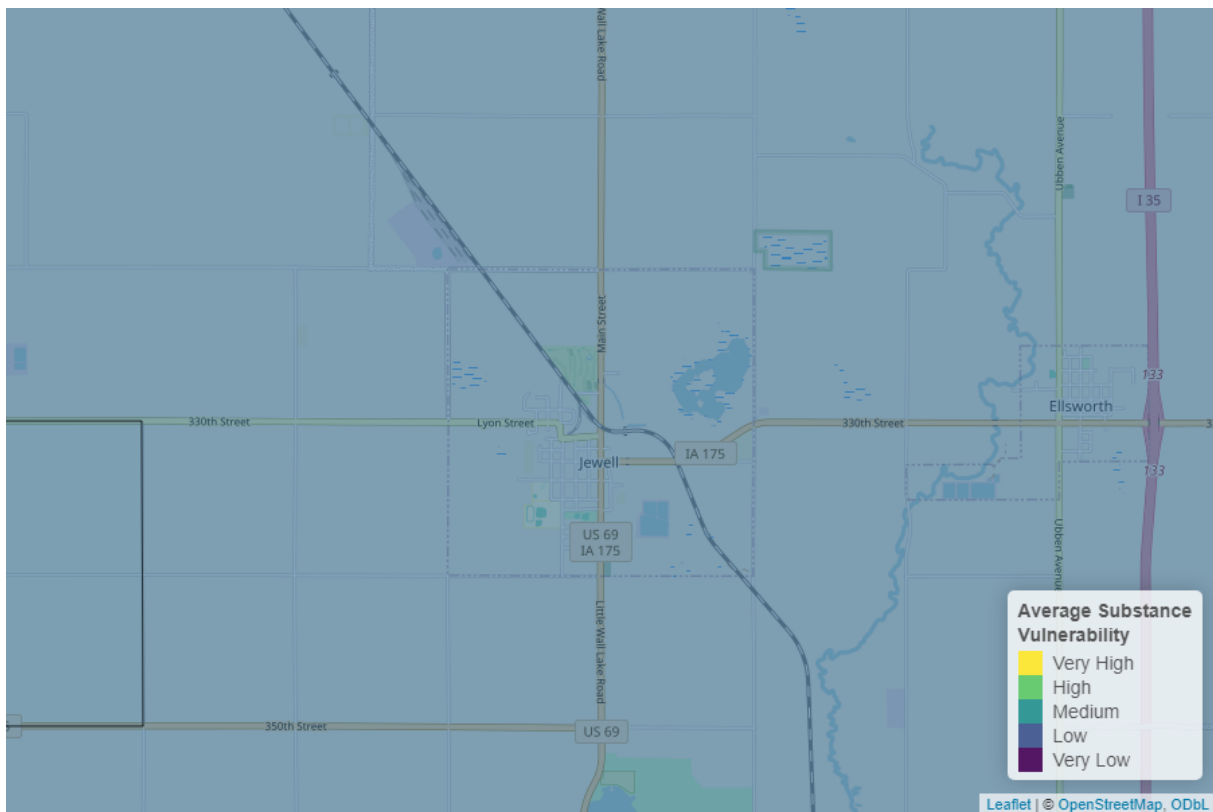 Wall Lake Road
Ubben Avenue
I 35
Main Street
133
Ellsworth
330th Street
Lyon Street
330th Street
3
IA 175
Jewell
133
US 69
IA 175
Ubben Avenue
Little Wall Lake Road
350th Street
US 69
Average Substance
Vulnerability
Very High
High
Medium
Low
Very Low
Leaflet | © OpenStreetMap, ODbL